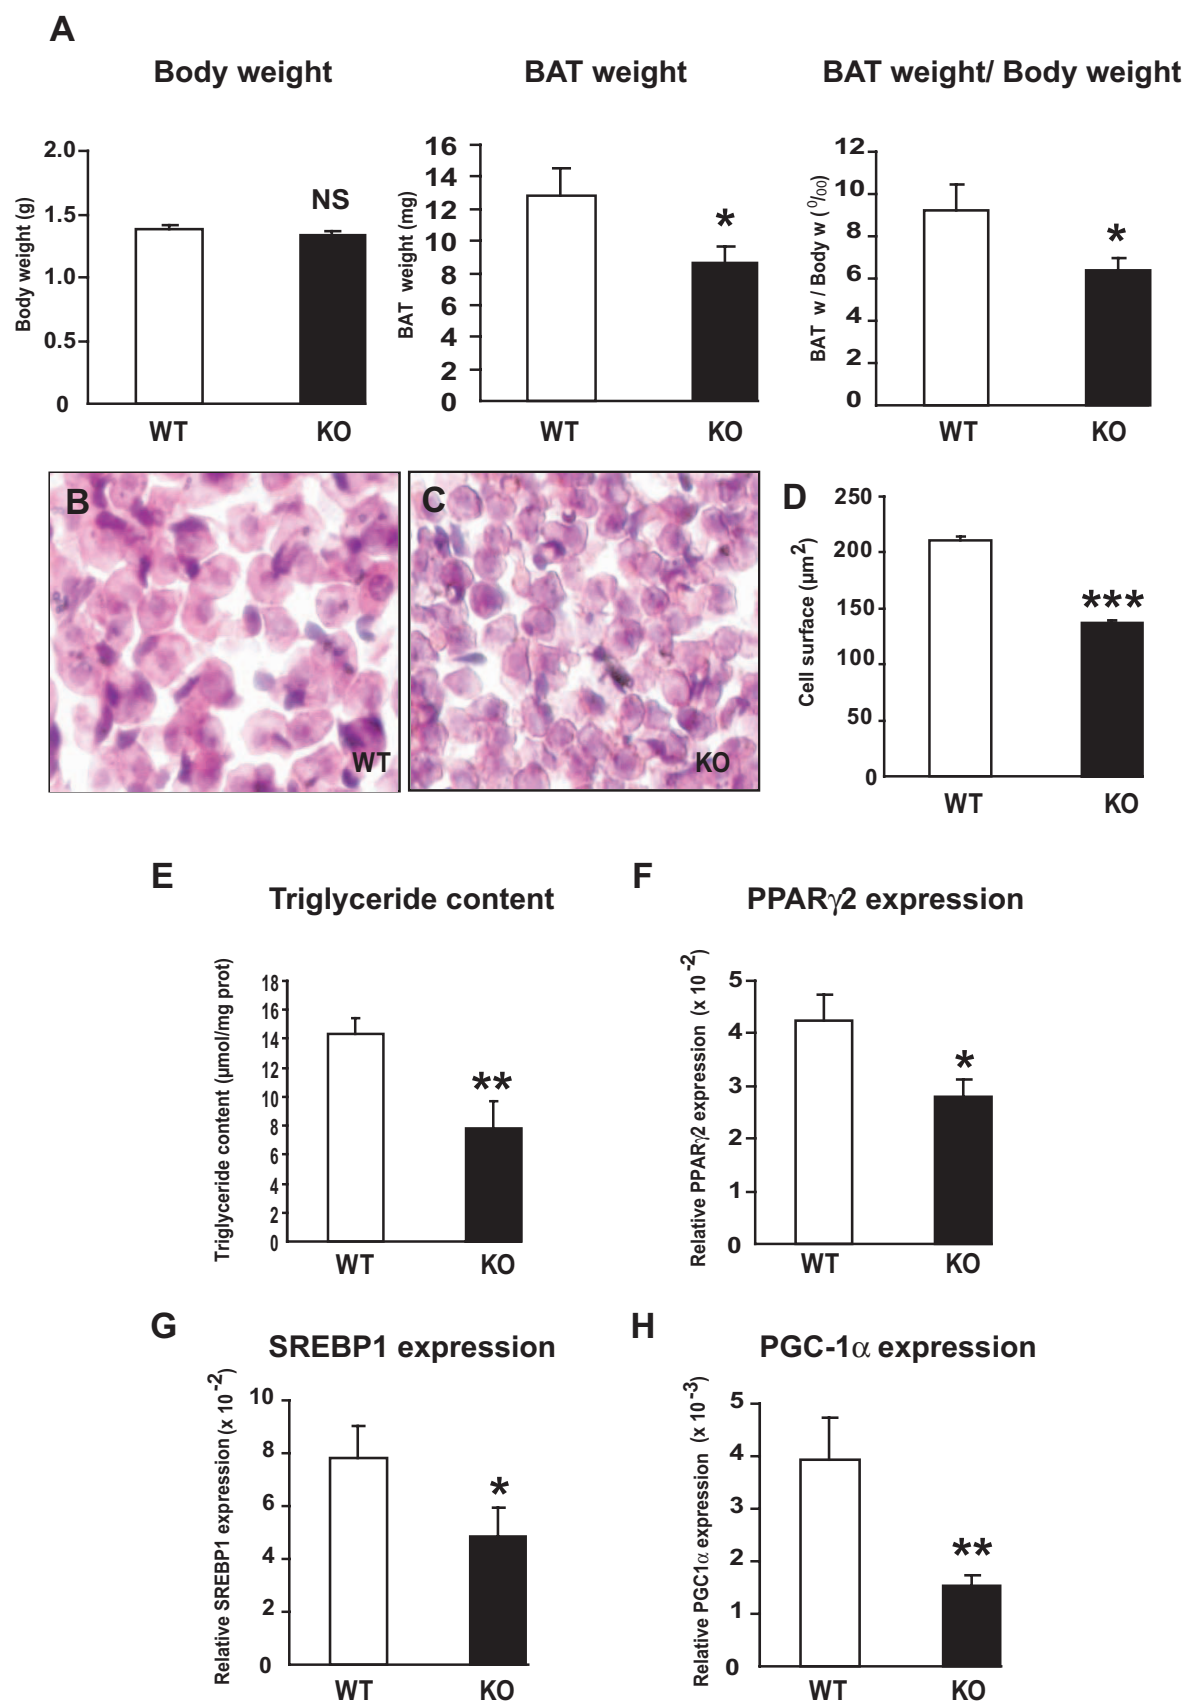 A
Body weight
BAT weight
BAT weight/ Body weight
Body weight (g)
2.0
1.5
1.0
0.5
0
NS
WT
KO
BAT weight (mg)
16
14
12
10
8
6
4
2
0
*
WT
KO
BAT w / Body w (0/00)
12
10
8
6
4
2
0
*
WT
KO
B
WT
C
KO
D
Cell surface (µm2)
250
200
150
100
50
0
***
WT
KO
E
Triglyceride content
Triglyceride content (µmol/mg prot)
18
16
14
12
10
8
6
4
2
0
**
WT
KO
F
PPARγ2 expression
Relative PPARγ2 expression (x 10-2)
5
4
3
2
1
0
*
WT
KO
G
SREBP1 expression
Relative SREBP1 expression (x 10-2)
10
8
6
4
2
0
*
WT
KO
H
PGC-1α expression
Relative PGC1α expression (x 10-3)
5
4
3
2
1
0
**
WT
KO